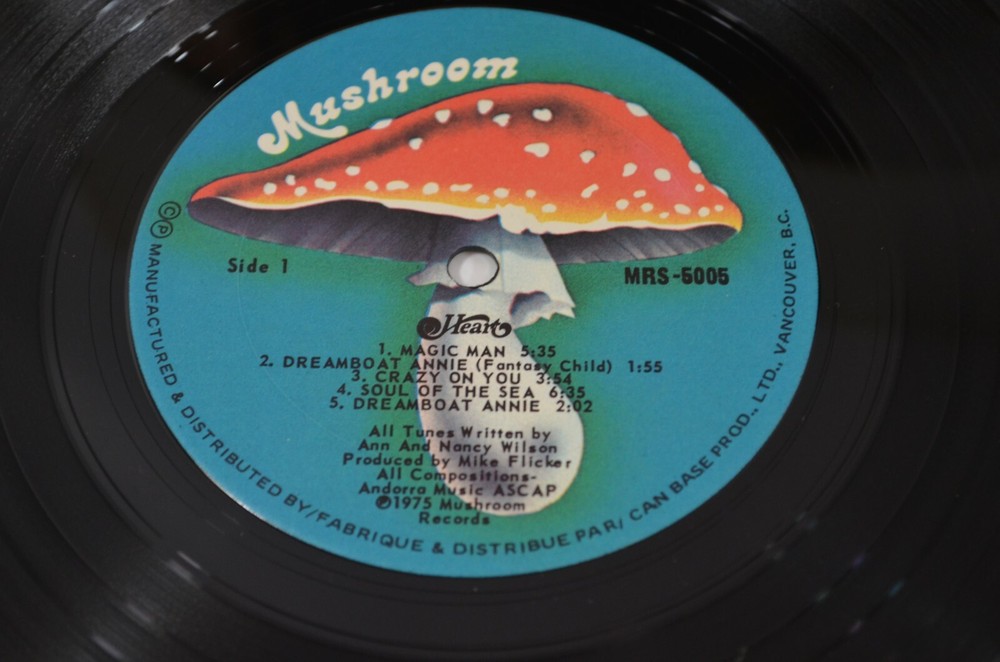 Mushroom
Side 1
MRS-5005
Heart
1. MAGIC MAN 5:35
2. DREAMBOAT ANNIE (Fantasy Child) 1:55
3. CRAZY ON YOU 3:54
4. SOUL OF THE SEA 6:35
5. DREAMBOAT ANNIE 2:02
All Tunes Written by
Ann And Nancy Wilson
Produced by Mike Flicker
All Compositions-
Andorra Music ASCAP
℗1975 Mushroom
Records
©℗ MANUFACTURED & DISTRIBUTED BY/FABRIQUE & DISTRIBUE PAR/ CAN BASE PROD., LTD., VANCOUVER, B.C.